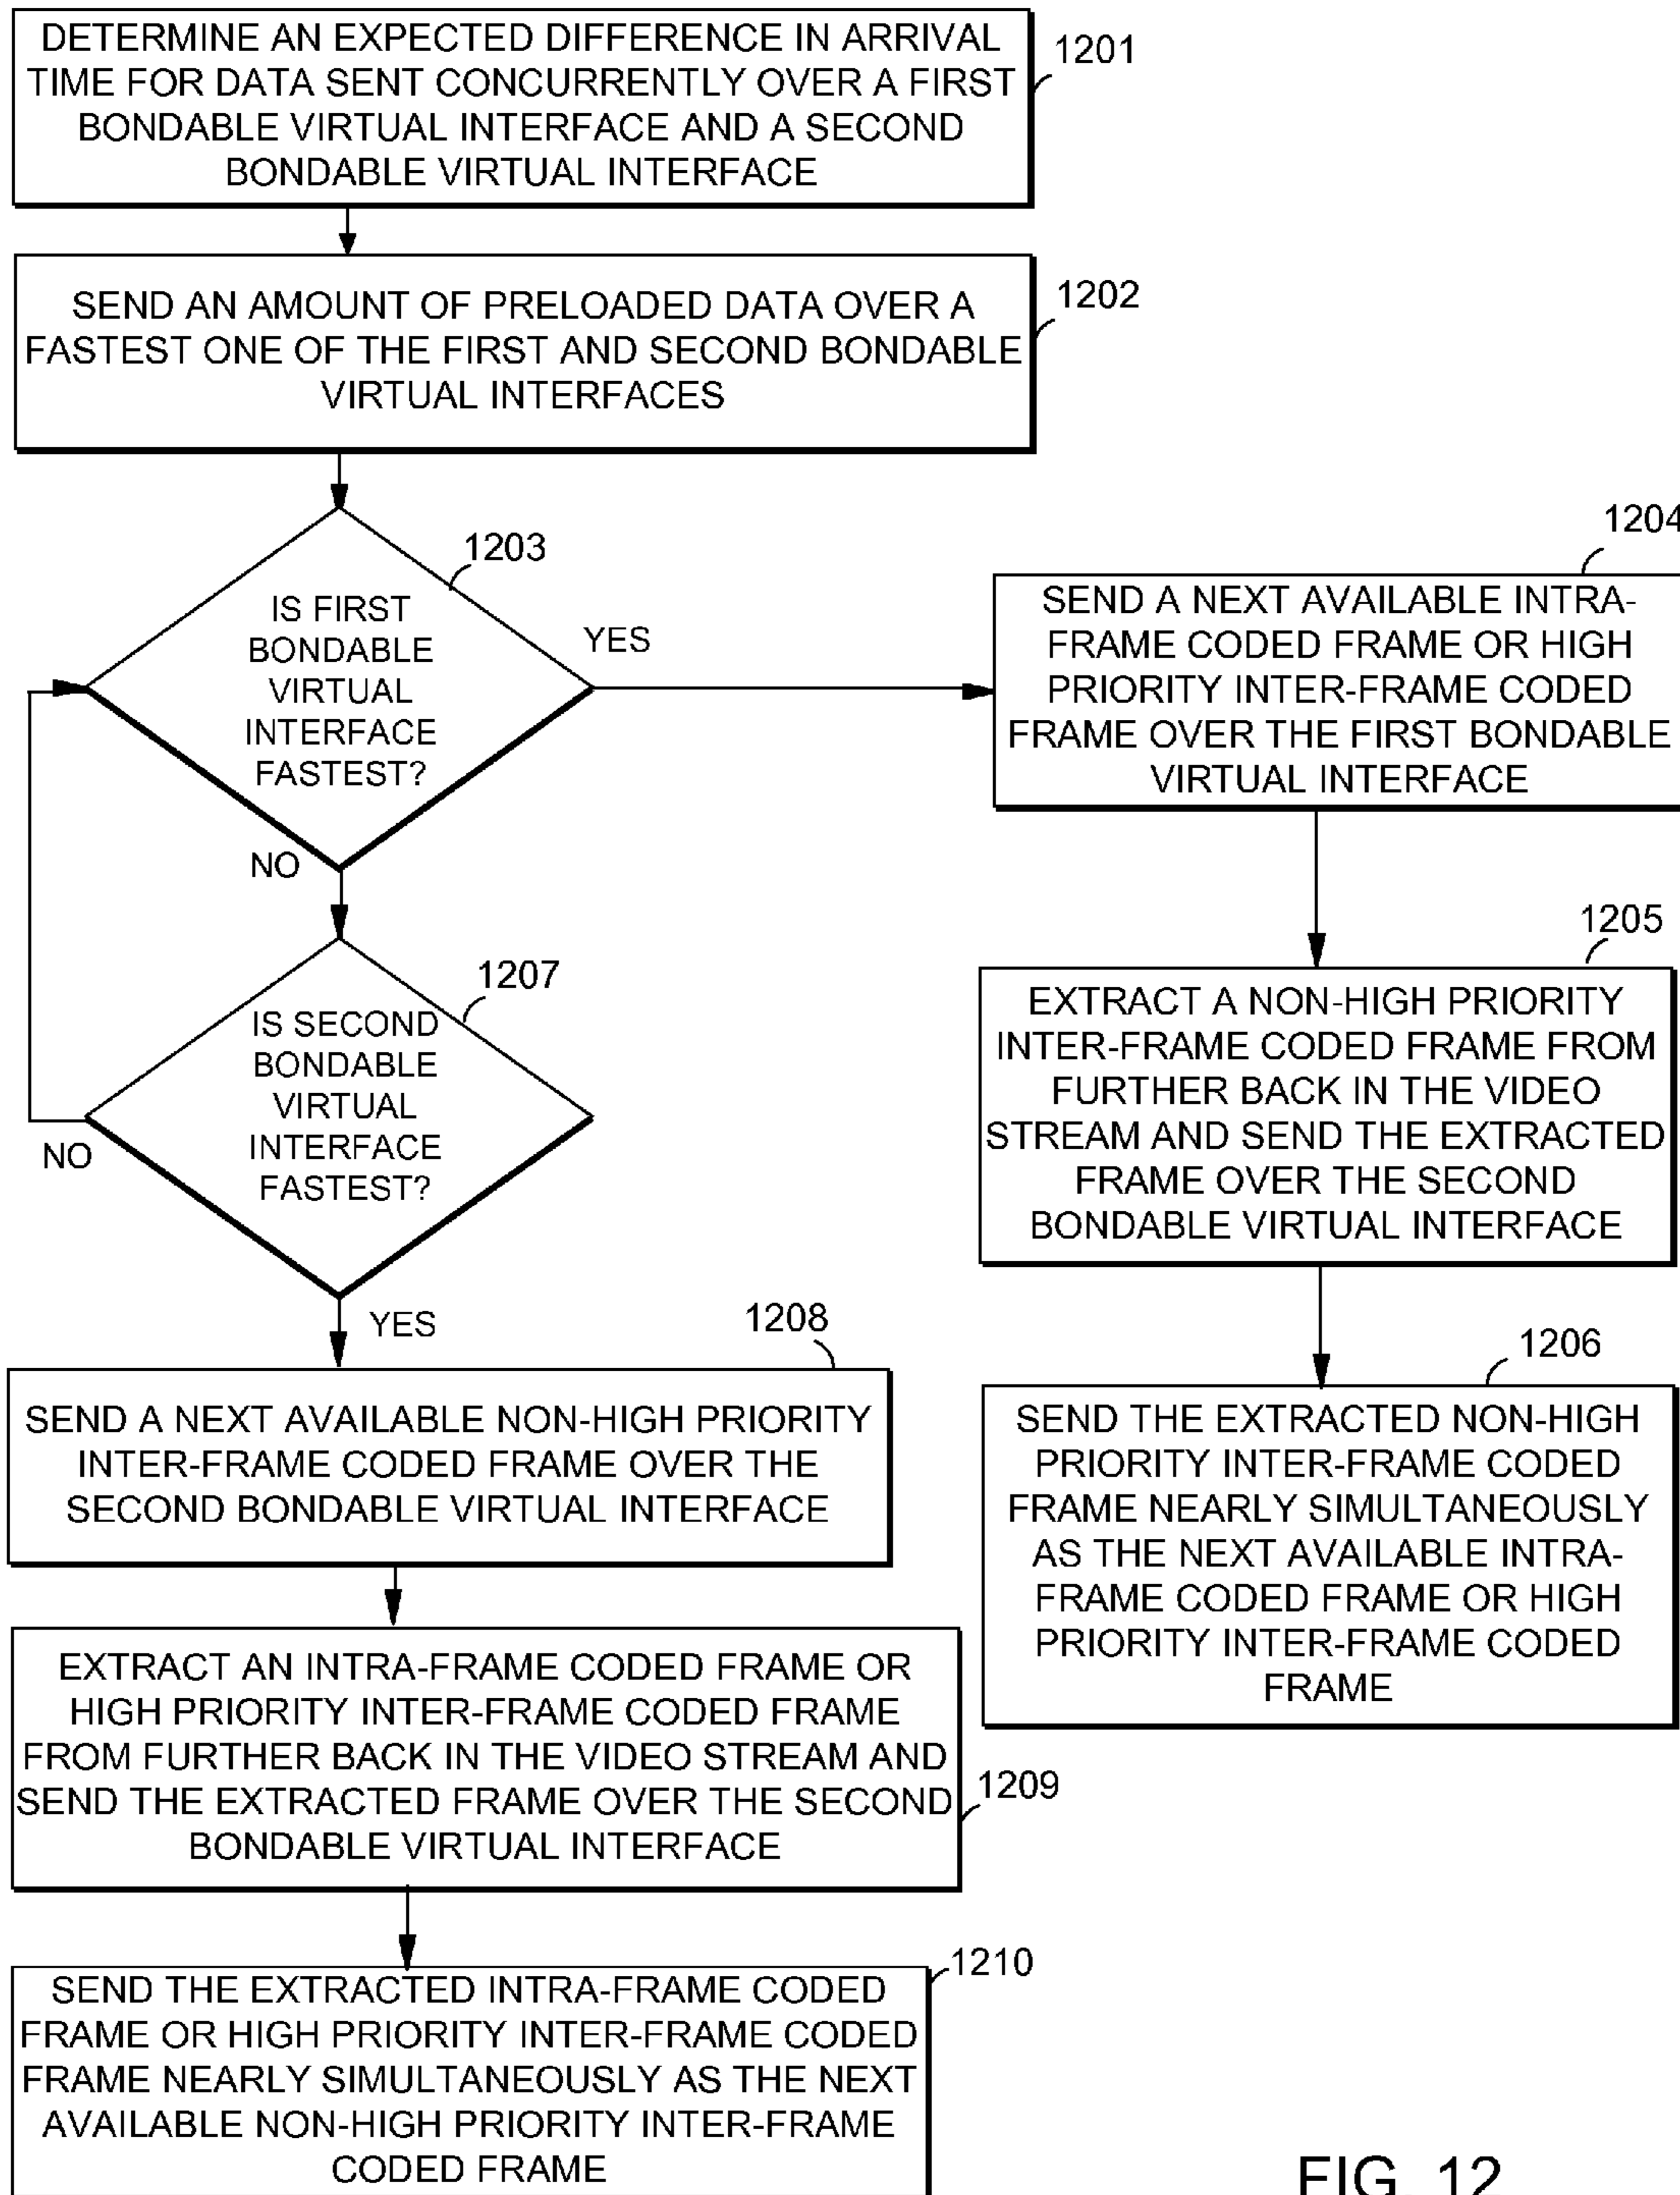 DETERMINE AN EXPECTED DIFFERENCE IN ARRIVAL
TIME FOR DATA SENT CONCURRENTLY OVER A FIRST
BONDABLE VIRTUAL INTERFACE AND A SECOND
BONDABLE VIRTUAL INTERFACE
1201
SEND AN AMOUNT OF PRELOADED DATA OVER A
FASTEST ONE OF THE FIRST AND SECOND BONDABLE
VIRTUAL INTERFACES
1202
1203
IS FIRST
BONDABLE
VIRTUAL
INTERFACE
FASTEST?
YES
NO
1204
SEND A NEXT AVAILABLE INTRA-
FRAME CODED FRAME OR HIGH
PRIORITY INTER-FRAME CODED
FRAME OVER THE FIRST BONDABLE
VIRTUAL INTERFACE
1205
EXTRACT A NON-HIGH PRIORITY
INTER-FRAME CODED FRAME FROM
FURTHER BACK IN THE VIDEO
STREAM AND SEND THE EXTRACTED
FRAME OVER THE SECOND
BONDABLE VIRTUAL INTERFACE
1206
SEND THE EXTRACTED NON-HIGH
PRIORITY INTER-FRAME CODED
FRAME NEARLY SIMULTANEOUSLY
AS THE NEXT AVAILABLE INTRA-
FRAME CODED FRAME OR HIGH
PRIORITY INTER-FRAME CODED
FRAME
1207
IS SECOND
BONDABLE
VIRTUAL
INTERFACE
FASTEST?
NO
YES
1208
SEND A NEXT AVAILABLE NON-HIGH PRIORITY
INTER-FRAME CODED FRAME OVER THE
SECOND BONDABLE VIRTUAL INTERFACE
EXTRACT AN INTRA-FRAME CODED FRAME OR
HIGH PRIORITY INTER-FRAME CODED FRAME
FROM FURTHER BACK IN THE VIDEO STREAM AND
SEND THE EXTRACTED FRAME OVER THE SECOND
BONDABLE VIRTUAL INTERFACE
1209
1210
SEND THE EXTRACTED INTRA-FRAME CODED
FRAME OR HIGH PRIORITY INTER-FRAME CODED
FRAME NEARLY SIMULTANEOUSLY AS THE NEXT
AVAILABLE NON-HIGH PRIORITY INTER-FRAME
CODED FRAME
FIG. 12